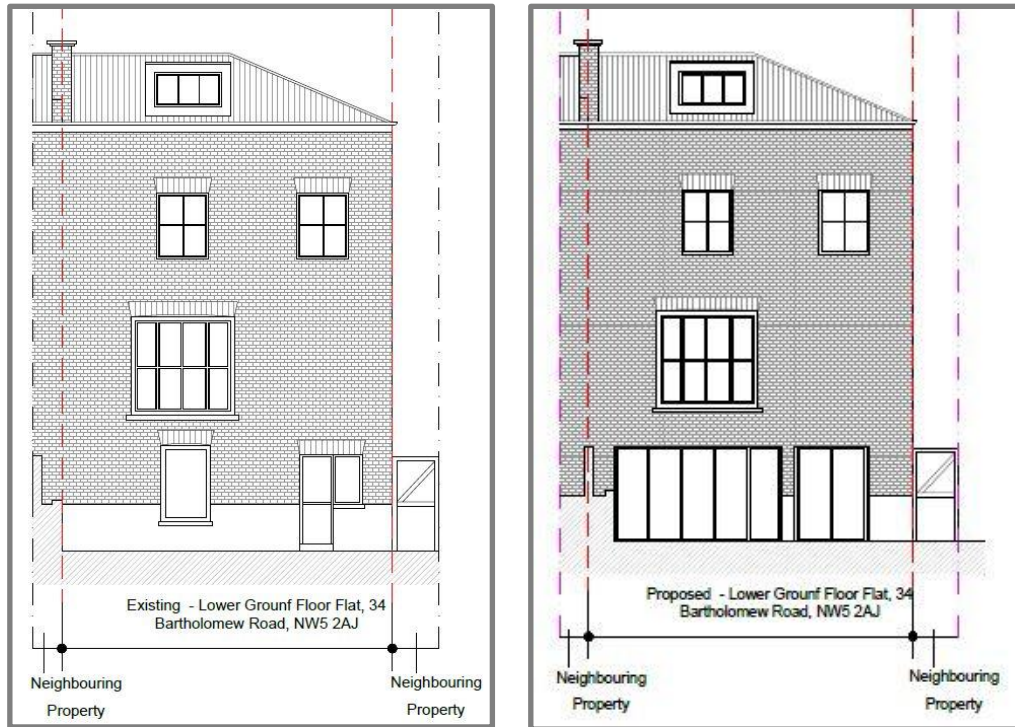 Existing - Lower Grounf Floor Flat, 34
Bartholomew Road, NW5 2AJ
Neighbouring
Property
Neighbouring
Property
Proposed - Lower Grounf Floor Flat, 34
Bartholomew Road, NW5 2AJ
Neighbouring
Property
Neighbouring
Property